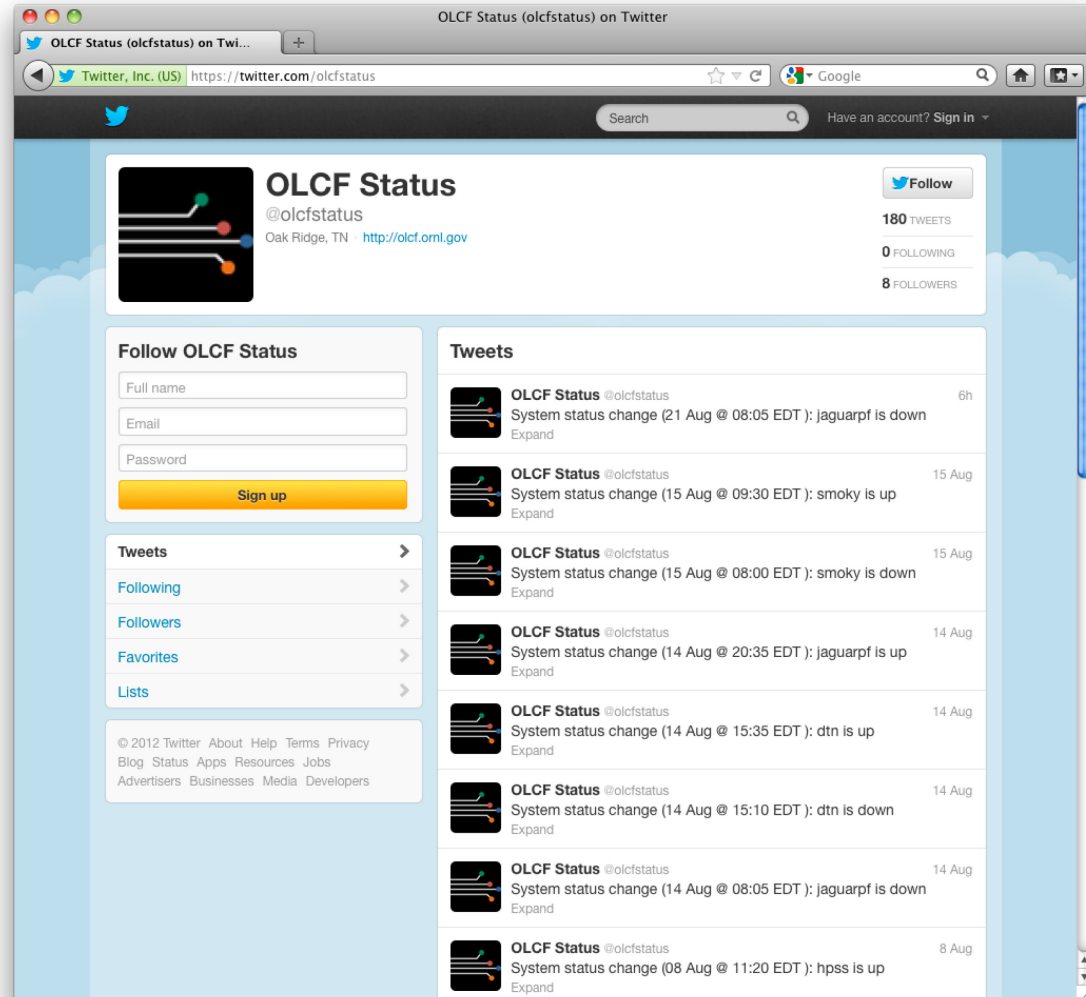 OLCF Status (olcfstatus) on Twitter
OLCF Status (olcfstatus) on Twi...
Twitter, Inc. (US) https://twitter.com/olcfstatus
Google
Search
Have an account? Sign in
OLCF Status
@olcfstatus
Oak Ridge, TN · http://olcf.ornl.gov
Follow
180 TWEETS
0 FOLLOWING
8 FOLLOWERS
Follow OLCF Status
Full name
Email
Password
Sign up
Tweets
Following
Followers
Favorites
Lists
© 2012 Twitter About Help Terms Privacy
Blog Status Apps Resources Jobs
Advertisers Businesses Media Developers
Tweets
OLCF Status @olcfstatus 6h
System status change (21 Aug @ 08:05 EDT ): jaguarpf is down
Expand
OLCF Status @olcfstatus 15 Aug
System status change (15 Aug @ 09:30 EDT ): smoky is up
Expand
OLCF Status @olcfstatus 15 Aug
System status change (15 Aug @ 08:00 EDT ): smoky is down
Expand
OLCF Status @olcfstatus 14 Aug
System status change (14 Aug @ 20:35 EDT ): jaguarpf is up
Expand
OLCF Status @olcfstatus 14 Aug
System status change (14 Aug @ 15:35 EDT ): dtn is up
Expand
OLCF Status @olcfstatus 14 Aug
System status change (14 Aug @ 15:10 EDT ): dtn is down
Expand
OLCF Status @olcfstatus 14 Aug
System status change (14 Aug @ 08:05 EDT ): jaguarpf is down
Expand
OLCF Status @olcfstatus 8 Aug
System status change (08 Aug @ 11:20 EDT ): hpss is up
Expand